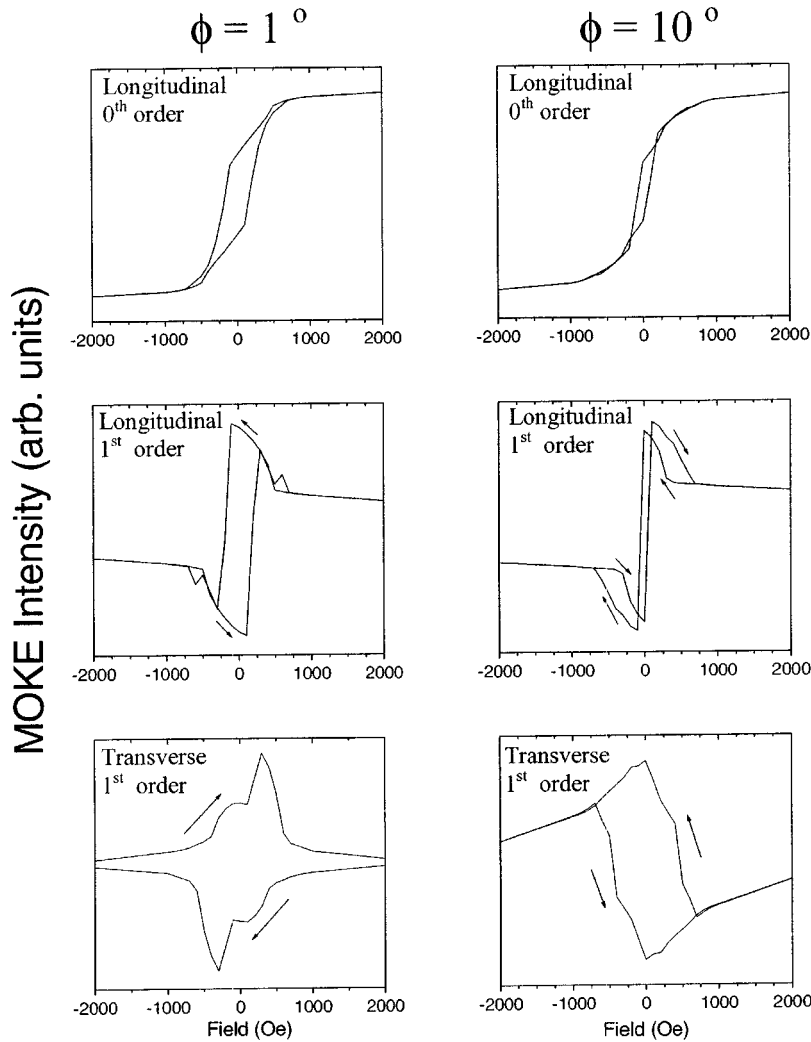 ϕ = 1 °
ϕ = 10 °
MOKE Intensity (arb. units)
Longitudinal
0th order
-2000 -1000 0 1000 2000
Longitudinal
0th order
-2000 -1000 0 1000 2000
Longitudinal
1st order
-2000 -1000 0 1000 2000
Longitudinal
1st order
-2000 -1000 0 1000 2000
Transverse
1st order
-2000 -1000 0 1000 2000
Field (Oe)
Transverse
1st order
-2000 -1000 0 1000 2000
Field (Oe)